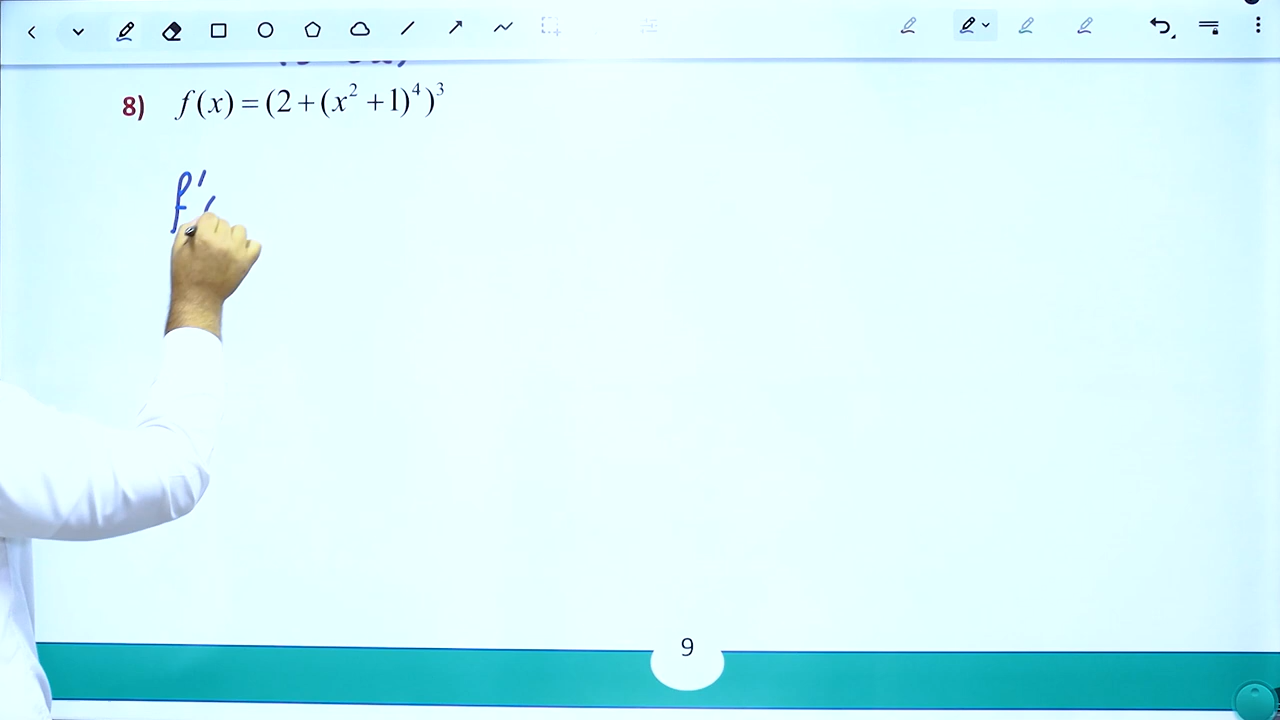 8) f(x) = (2 + (x² + 1)⁴)³
f'(
9